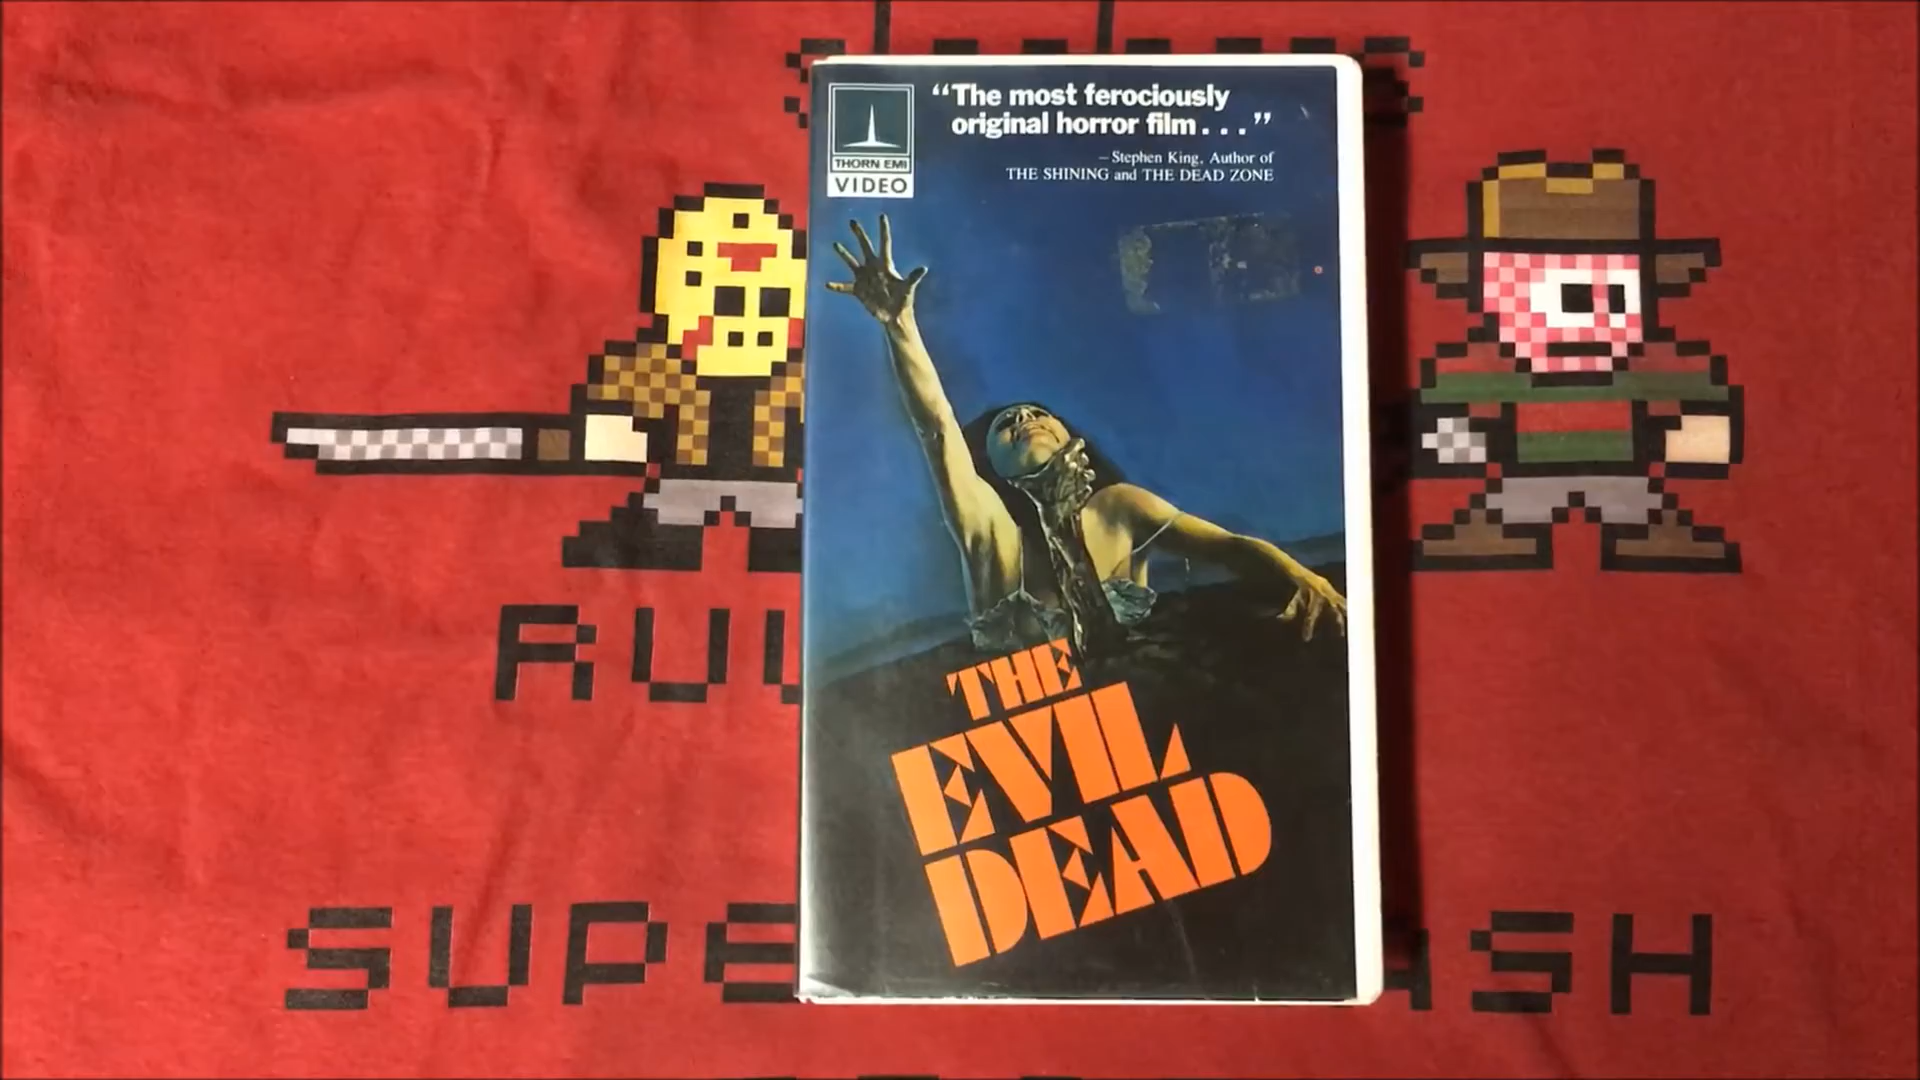 “The most ferociously
original horror film . . . ”
– Stephen King, Author of
THE SHINING and THE DEAD ZONE
THORN EMI
VIDEO
THE
EVIL
DEAD
RU
SUPE
ASH